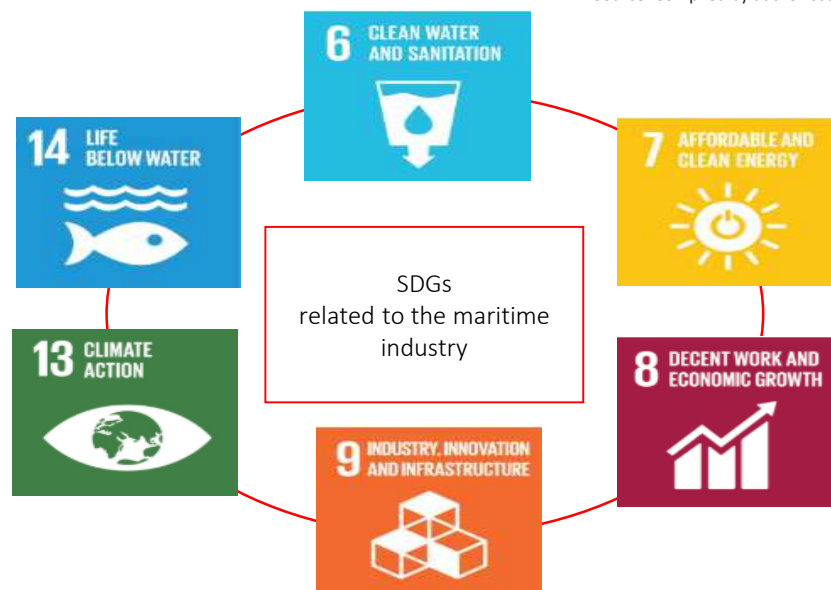 6 CLEAN WATER
AND SANITATION
14 LIFE
BELOW WATER
7 AFFORDABLE AND
CLEAN ENERGY
SDGs
related to the maritime
industry
13 CLIMATE
ACTION
8 DECENT WORK AND
ECONOMIC GROWTH
9 INDUSTRY, INNOVATION
AND INFRASTRUCTURE